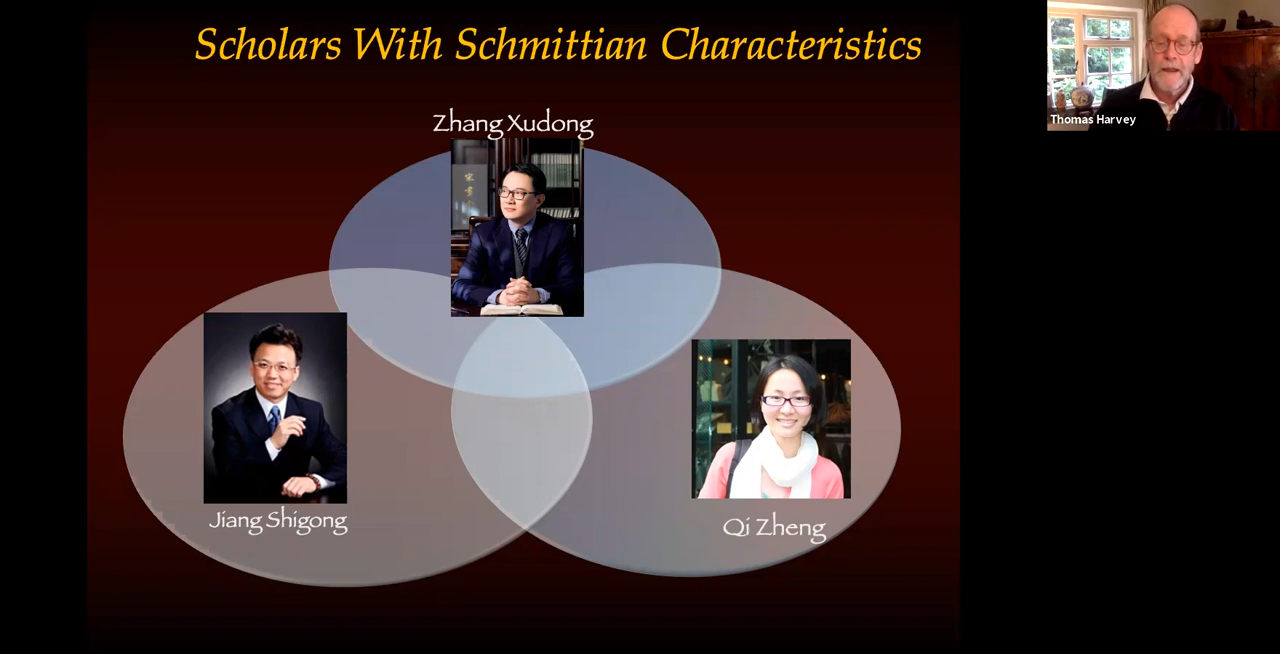 Scholars With Schmittian Characteristics
Thomas Harvey
Zhang Xudong
Jiang Shigong
Qi Zheng